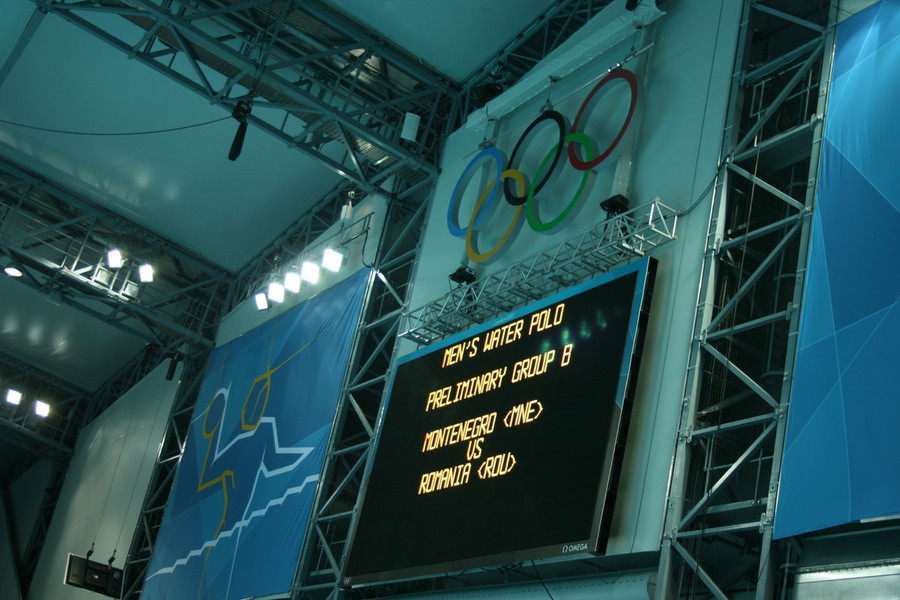 MEN'S WATER POLO
PRELIMINARY GROUP B
MONTENEGRO <MNE>
VS
ROMANIA <ROU>
Ω OMEGA